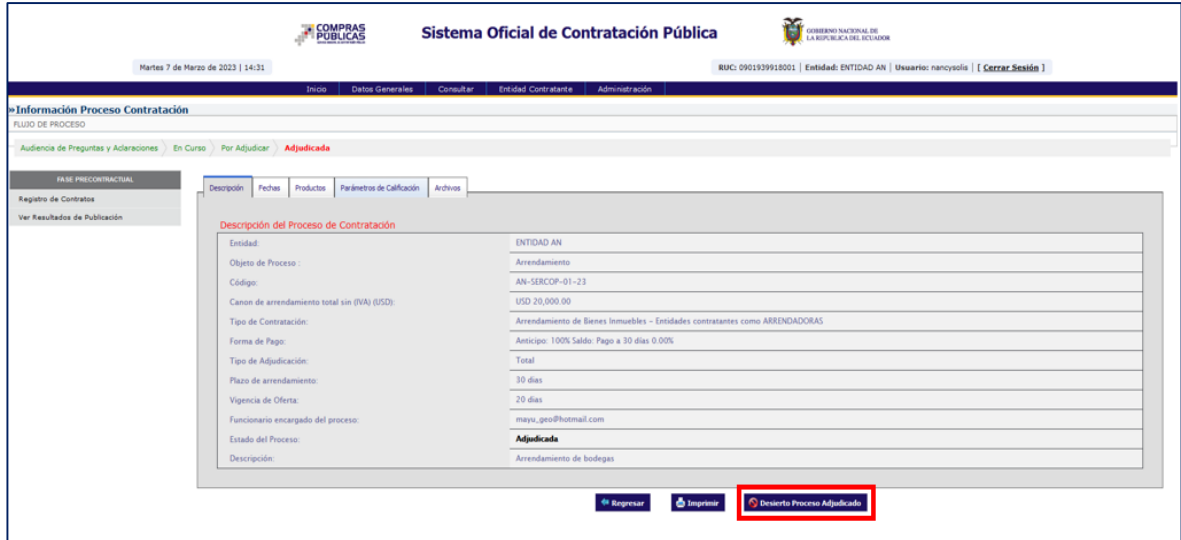 COMPRAS
PÚBLICAS
Sistema Oficial de Contratación Pública
GOBIERNO NACIONAL DE
LA REPUBLICA DEL ECUADOR
Martes 7 de Marzo de 2023 | 14:31
RUC: 0901939918001 | Entidad: ENTIDAD AN | Usuario: nancysolis | [ Cerrar Sesión ]
Inicio Datos Generales Consultar Entidad Contratante Administración
»Información Proceso Contratación
FLUJO DE PROCESO
Audiencia de Preguntas y Aclaraciones En Curso Por Adjudicar Adjudicada
FASE PRECONTRACTUAL
Registro de Contratos
Ver Resultados de Publicación
Descripción Fechas Productos Parámetros de Calificación Archivos
Descripción del Proceso de Contratación
Entidad: ENTIDAD AN
Objeto de Proceso : Arrendamiento
Código: AN-SERCOP-01-23
Canon de arrendamiento total sin (IVA) (USD): USD 20,000.00
Tipo de Contratación: Arrendamiento de Bienes Inmuebles - Entidades contratantes como ARRENDADORAS
Forma de Pago: Anticipo: 100% Saldo: Pago a 30 días 0.00%
Tipo de Adjudicación: Total
Plazo de arrendamiento: 30 dias
Vigencia de Oferta: 20 dias
Funcionario encargado del proceso: mayu_geo@hotmail.com
Estado del Proceso: Adjudicada
Descripción: Arrendamiento de bodegas
Regresar Imprimir Desierto Proceso Adjudicado